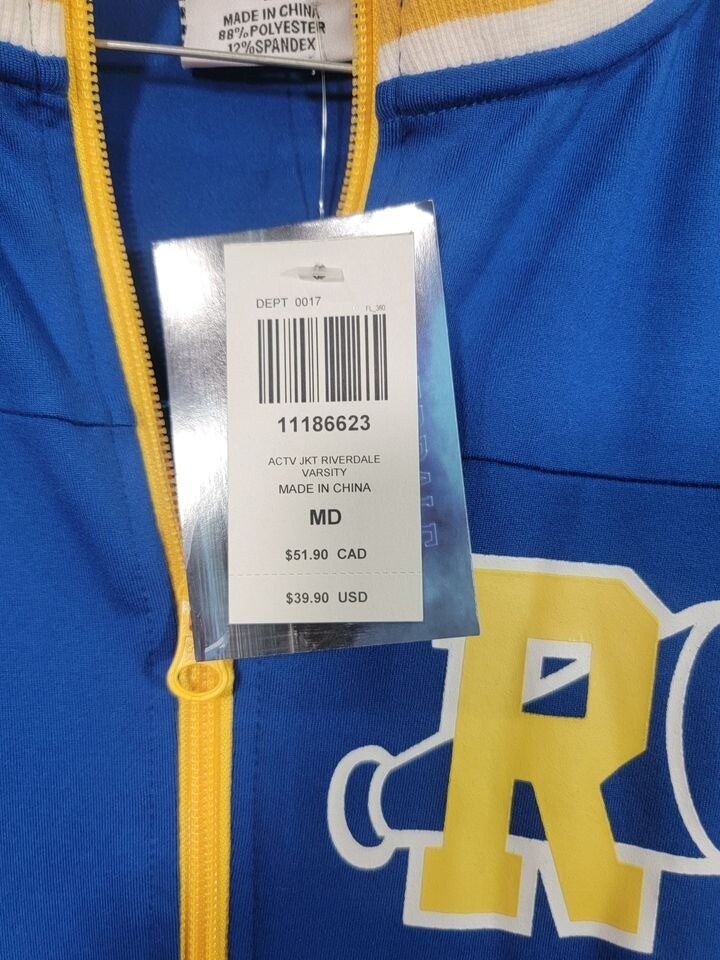 MADE IN CHINA
88%POLYESTER
12%SPANDEX
DEPT 0017
FL_360
11186623
ACTV JKT RIVERDALE
VARSITY
MADE IN CHINA
MD
$51.90 CAD
$39.90 USD
R